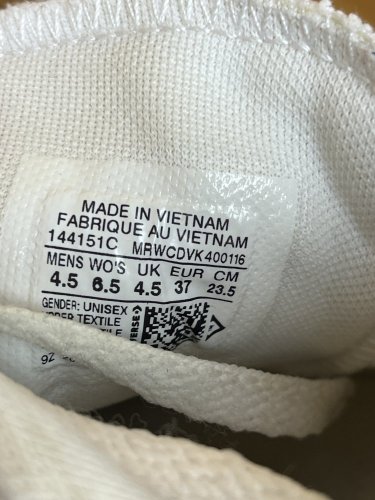 MADE IN VIETNAM
FABRIQUE AU VIETNAM
144151C MRWCDVK400116
MENS WO'S UK EUR CM
4.5 6.5 4.5 37 23.5
GENDER: UNISEX
TEXTILE